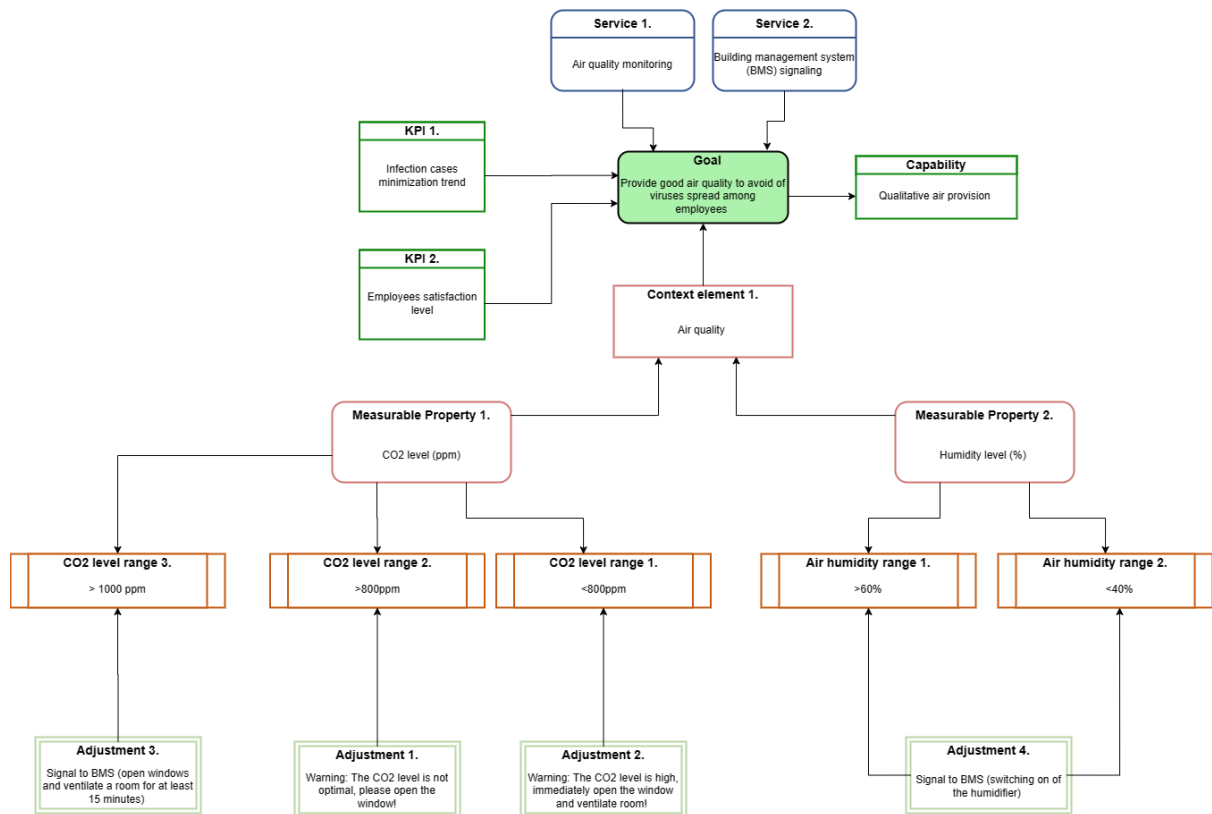 Service 1.
Air quality monitoring
Service 2.
Building management system
(BMS) signaling
KPI 1.
Infection cases
minimization trend
Goal
Provide good air quality to avoid of
viruses spread among
employees
Capability
Qualitative air provision
KPI 2.
Employees satisfaction
level
Context element 1.
Air quality
Measurable Property 1.
CO2 level (ppm)
Measurable Property 2.
Humidity level (%)
CO2 level range 3.
> 1000 ppm
CO2 level range 2.
>800ppm
CO2 level range 1.
<800ppm
Air humidity range 1.
>60%
Air humidity range 2.
<40%
Adjustment 3.
Signal to BMS (open windows
and ventilate a room for at least
15 minutes)
Adjustment 1.
Warning: The CO2 level is not
optimal, please open the
window!
Adjustment 2.
Warning: The CO2 level is high,
immediately open the window
and ventilate room!
Adjustment 4.
Signal to BMS (switching on of
the humidifier)